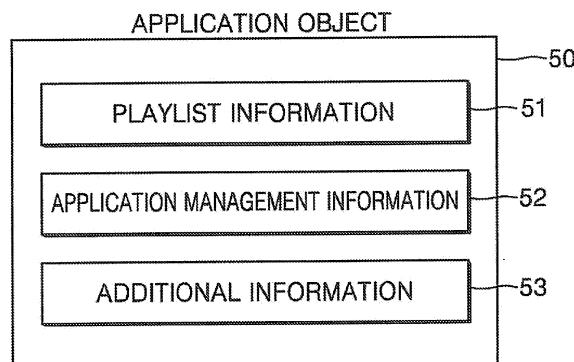 APPLICATION OBJECT
50
PLAYLIST INFORMATION
51
APPLICATION MANAGEMENT INFORMATION
52
ADDITIONAL INFORMATION
53